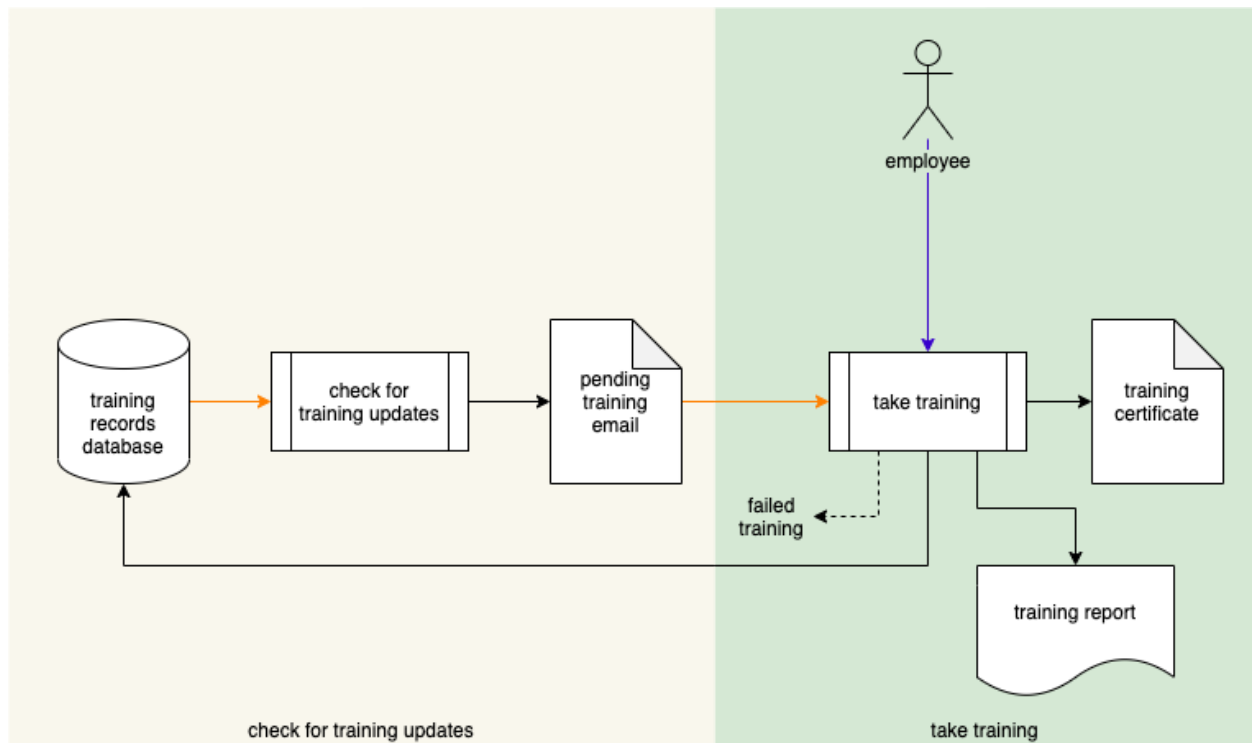 employee
training
records
database
check for
training updates
pending
training
email
take training
training
certificate
failed
training
training report
check for training updates
take training